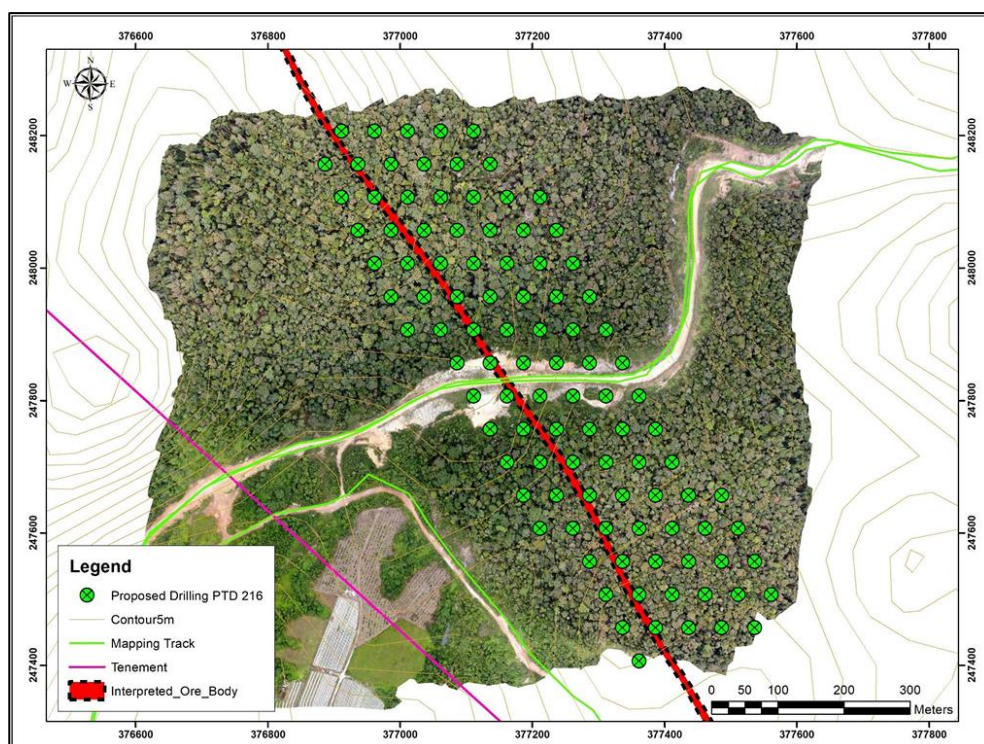 376600 376800 377000 377200 377400 377600 377800
N
W E
S
248200 248200
248000 248000
247800 247800
247600 247600
247400 247400
Legend
Proposed Drilling PTD 216
Contour5m
Mapping Track
Tenement
Interpreted_Ore_Body
0 50 100 200 300
Meters
376600 376800 377000 377200 377400 377600 377800